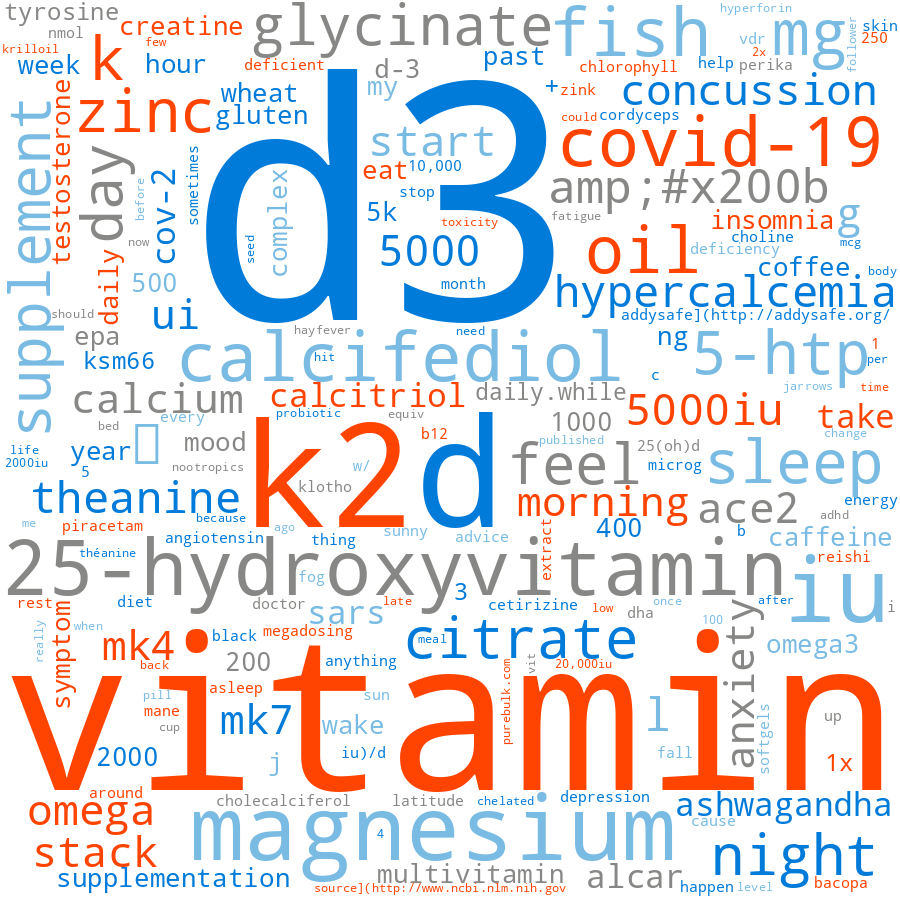 tyrosine
nmol
creatine
glycinate
fish
mg
hyperforin
follower
skin
krilloil
few
week
k
hour
deficient
d-3
past
vdr
2x
250
chlorophyll
help
perika
my
+
zink
concussion
supplement
testosterone
zinc
wheat
gluten
d3
start
could
cordyceps
covid-19
day
before
cov-2
sometimes
complex
eat
10,000
stop
amp;#x200b
5k
toxicity
fatigue
insomnia
g
choline
mcg
deficiency
now
seed
5000
oil
coffee
body
daily
500
month
hypercalcemia
should
ui
hayfever
need
addysafe](http://addysafe.org/
epa
ksm66
calcifediol
hit
ng
5-htp
1
per
c
jarrows
time
calcium
calcitriol
daily.while
every
probiotic
equiv
1000
5000iu
take
bed
life
2000iu
year
mood
k2
b12
d
published
25(oh)d
change
5
nootropics
w/
feel
microg
sleep
klotho
theanine
because
morning
ace2
energy
me
piracetam
ago
sunny
advice
400
b
adhd
caffeine
angiotensin
thing
extract
théanine
25-hydroxyvitamin
reishi
fog
iu
rest
diet
doctor
sars
late
3
cetirizine
low
dha
once
after
i
symptom
really
when
mk4
black
megadosing
meal
citrate
100
anxiety
omega3
back
200
anything
vit
20,000iu
vitamin
asleep
pill
sun
purebulk.com
mane
cup
mk7
wake
l
up
softgels
2000
j
iu)/d
fall
1x
around
omega
cholecalciferol
latitude
chelated
depression
ashwagandha
magnesium
cause
4
stack
night
supplementation
multivitamin
alcar
source](http://www.ncbi.nlm.nih.gov
happen
level
bacopa